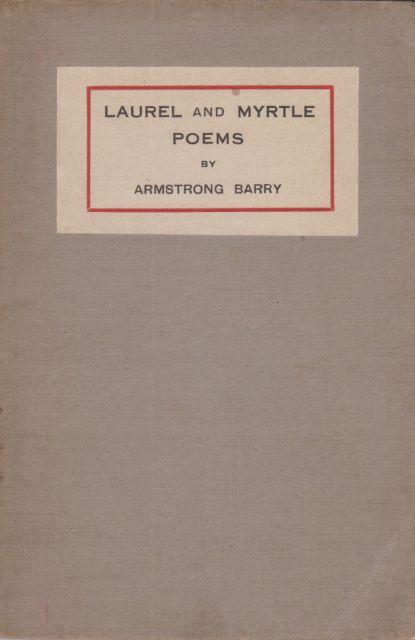 LAUREL AND MYRTLE
POEMS
BY
ARMSTRONG BARRY